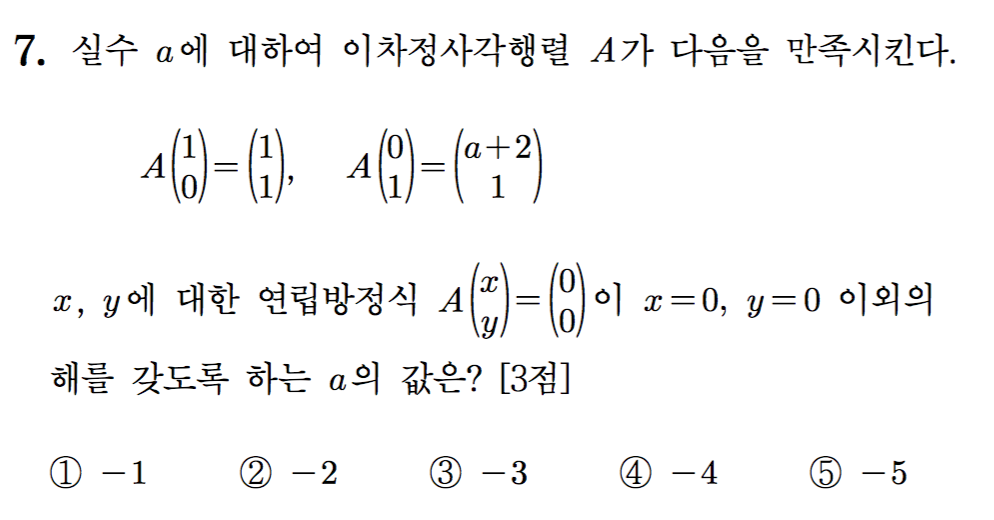 7. 실수 a에 대하여 이차정사각행렬 A가 다음을 만족시킨다.
A(1 0) = (1 1), A(0 1) = (a+2 1)
x, y에 대한 연립방정식 A(x y) = (0 0)이 x=0, y=0 이외의
해를 갖도록 하는 a의 값은? [3점]
① −1 ② −2 ③ −3 ④ −4 ⑤ −5